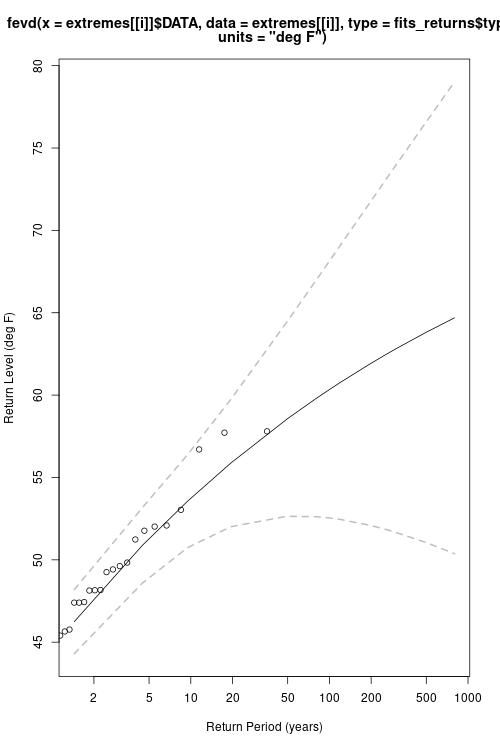 fevd(x = extremes[[i]]$DATA, data = extremes[[i]], type = fits_returns$typ
units = "deg F")
80
75
70
65
60
55
50
45
Return Level (deg F)
2 5 10 20 50 100 200 500 1000
Return Period (years)